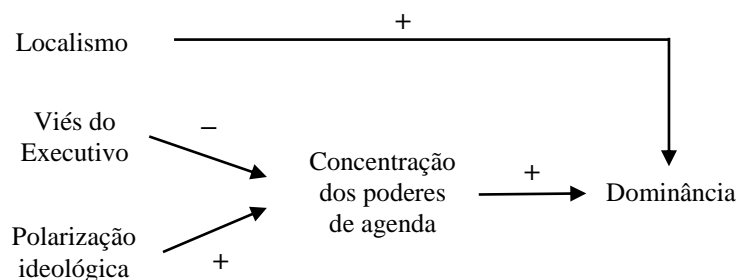 +
Localismo
Viés do
Executivo
–
Concentração
dos poderes
de agenda
+
Dominância
Polarização
ideológica
+